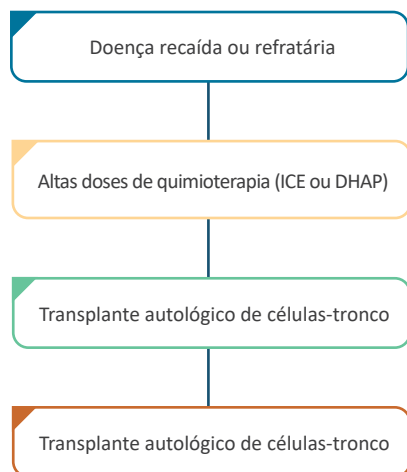 Doença recaída ou refratária
Altas doses de quimioterapia (ICE ou DHAP)
Transplante autológico de células-tronco
Transplante autológico de células-tronco